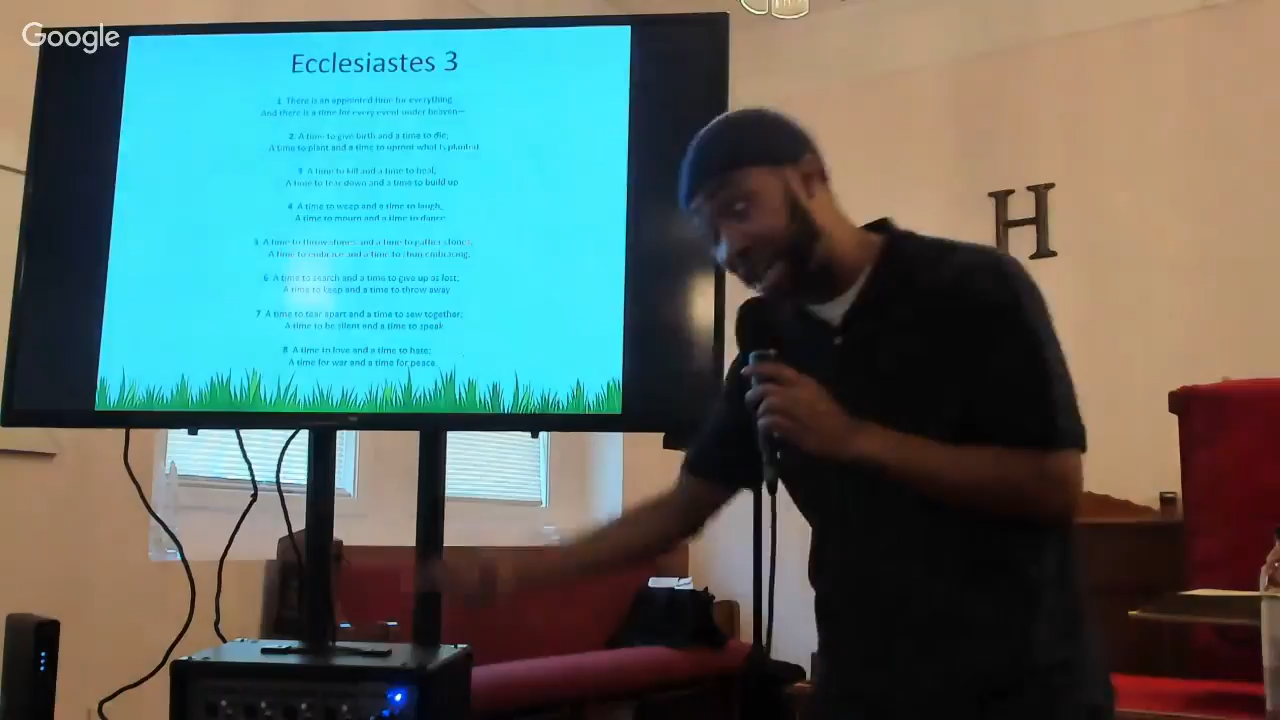 Google
Ecclesiastes 3
1 There is an appointed time for everything.
And there is a time for every event under heaven—
2 A time to give birth and a time to die;
A time to plant and a time to uproot what is planted.
3 A time to kill and a time to heal;
A time to tear down and a time to build up.
4 A time to weep and a time to laugh;
A time to mourn and a time to dance.
5 A time to throw stones and a time to gather stones;
A time to embrace and a time to shun embracing.
6 A time to search and a time to give up as lost;
A time to keep and a time to throw away.
7 A time to tear apart and a time to sew together;
A time to be silent and a time to speak.
8 A time to love and a time to hate;
A time for war and a time for peace.
H